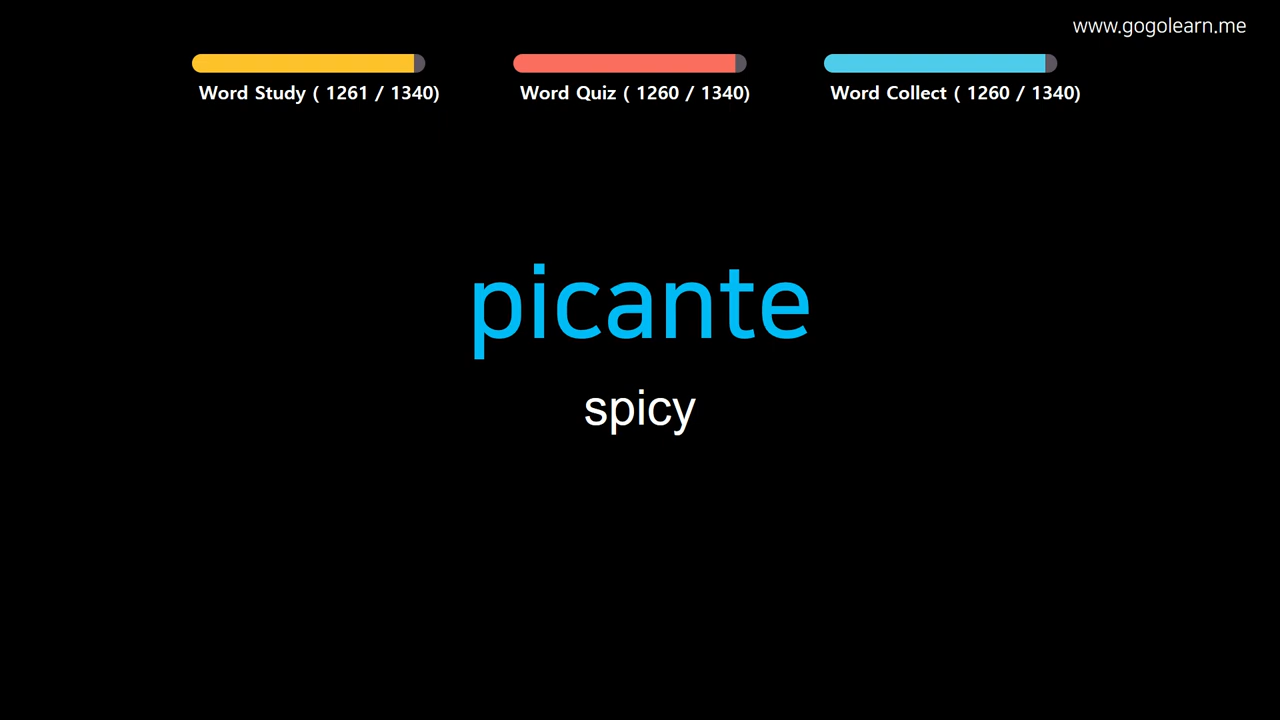 www.gogolearn.me
Word Study ( 1261 / 1340) Word Quiz ( 1260 / 1340) Word Collect ( 1260 / 1340)
picante
spicy